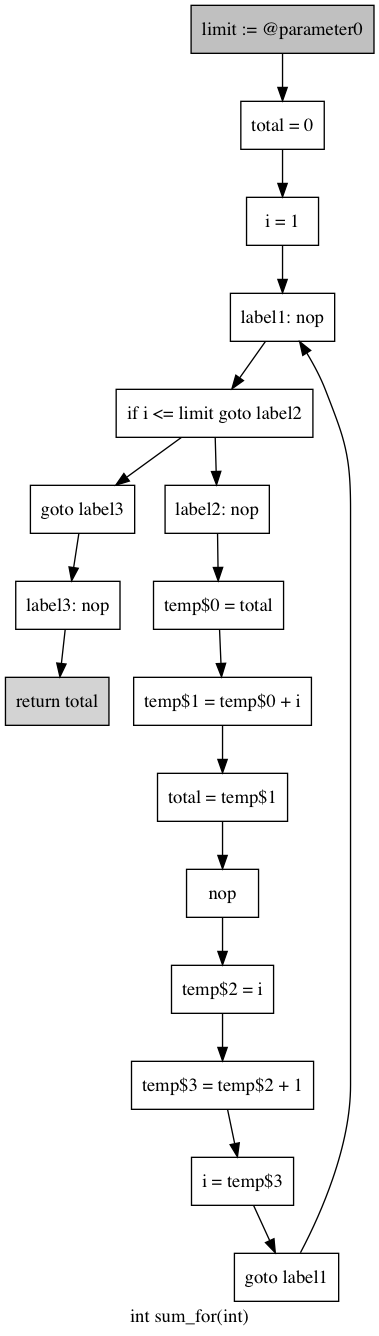 limit := @parameter0
total = 0
i = 1
label1: nop
if i <= limit goto label2
goto label3
label2: nop
label3: nop
temp$0 = total
return total
temp$1 = temp$0 + i
total = temp$1
nop
temp$2 = i
temp$3 = temp$2 + 1
i = temp$3
goto label1
int sum_for(int)